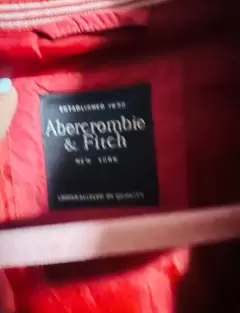 ESTABLISHED 1892
Abercrombie
& Fitch
NEW YORK